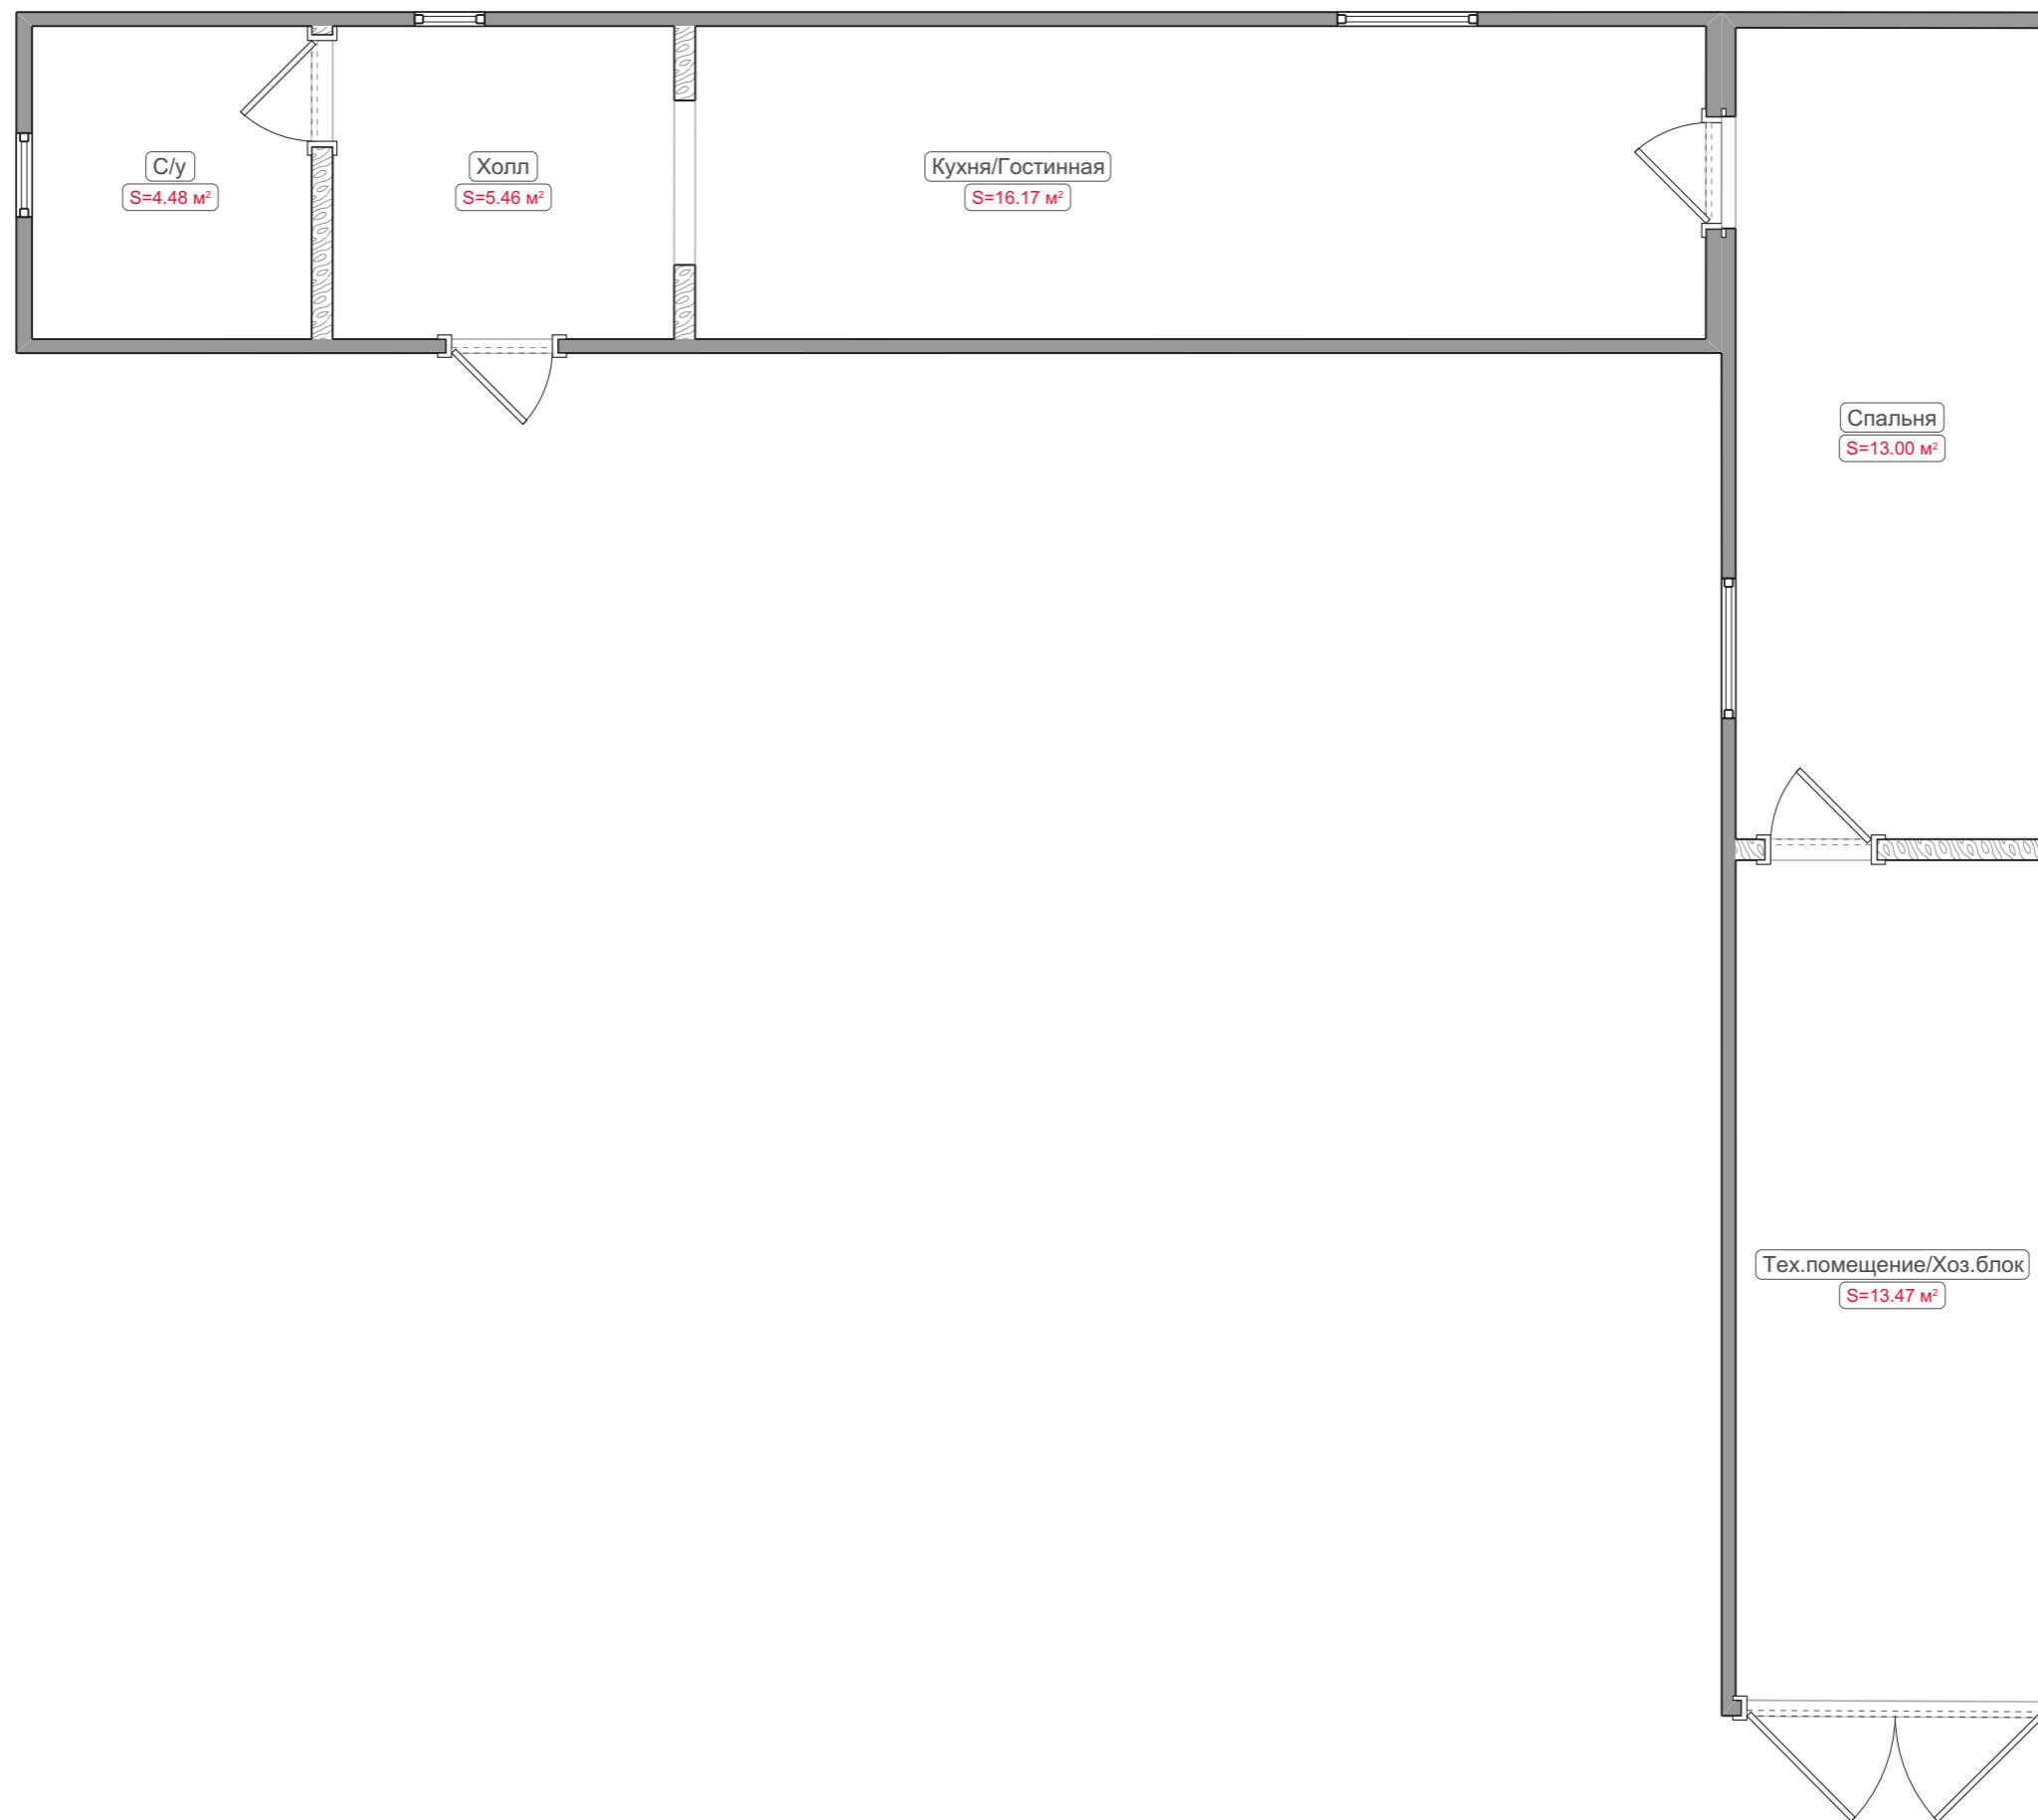 С/у
S=4.48 м²
Холл
S=5.46 м²
Кухня/Гостинная
S=16.17 м²
Спальня
S=13.00 м²
Тех.помещение/Хоз.блок
S=13.47 м²